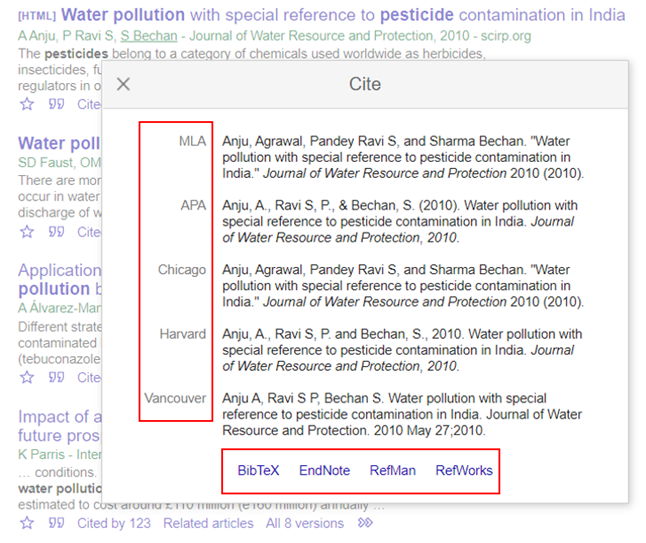 [HTML] Water pollution with special reference to pesticide contamination in India
A Anju, P Ravi S, S Bechan - Journal of Water Resource and Protection, 2010 - scirp.org
The pesticides belong to a category of chemicals used worldwide as herbicides,
insecticides, fu
regulators in o
Cited
Cite
×
MLA
Anju, Agrawal, Pandey Ravi S, and Sharma Bechan. "Water
pollution with special reference to pesticide contamination in
India." Journal of Water Resource and Protection 2010 (2010).
APA
Anju, A., Ravi S, P., & Bechan, S. (2010). Water pollution with
special reference to pesticide contamination in India. Journal
of Water Resource and Protection, 2010.
Chicago
Anju, Agrawal, Pandey Ravi S, and Sharma Bechan. "Water
pollution with special reference to pesticide contamination in
India." Journal of Water Resource and Protection 2010 (2010).
Harvard
Anju, A., Ravi S, P. and Bechan, S., 2010. Water pollution with
special reference to pesticide contamination in India. Journal
of Water Resource and Protection, 2010.
Vancouver
Anju A, Ravi S P, Bechan S. Water pollution with special
reference to pesticide contamination in India. Journal of Water
Resource and Protection. 2010 May 27;2010.
BibTeX EndNote RefMan RefWorks
Water poll
SD Faust, OM
There are mor
occur in water
discharge of w
Cite
Application
pollution b
A Álvarez-Mar
Different strate
contaminated
(tebuconazole
Cite
Impact of a
future pros
K Parris - Inter
… conditions.
water pollutio
estimated to cost around £110 million (e160 million) annually …
Cited by 123 Related articles All 8 versions